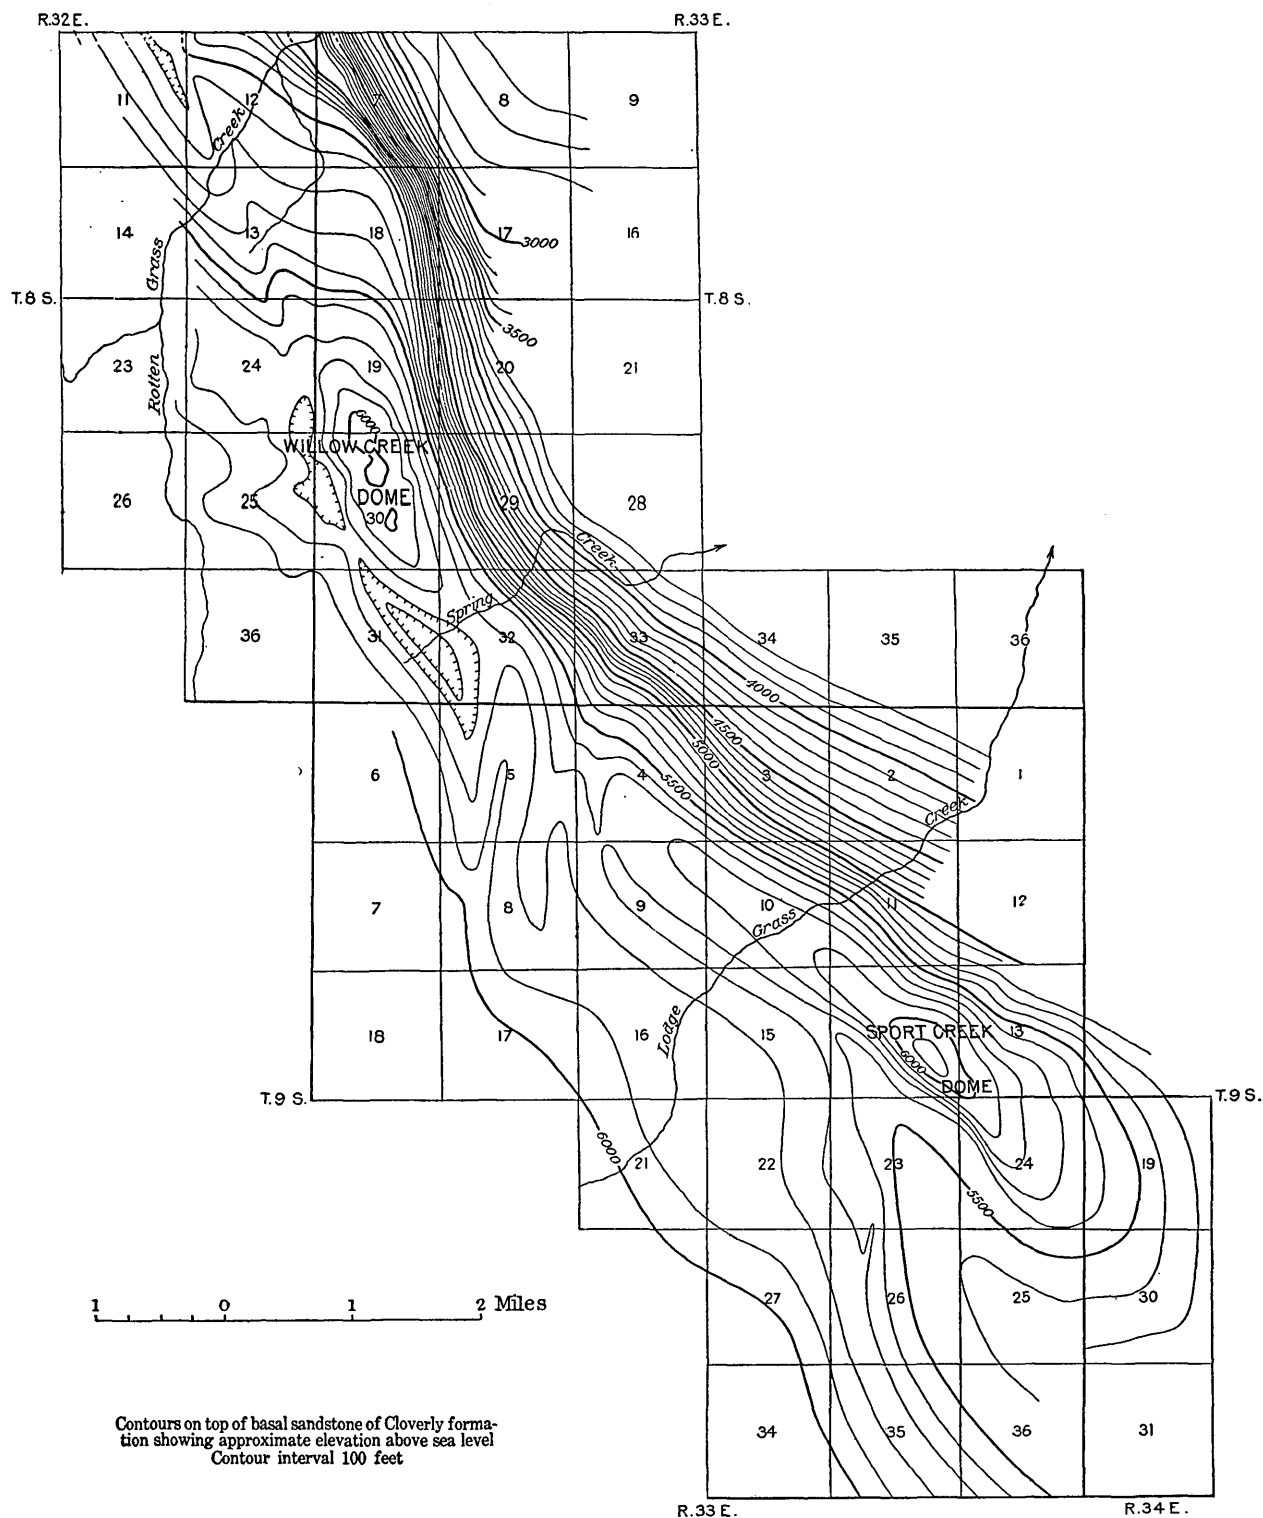 R.32E. R.33E.
11 12 7 8 9
Creek
14 13 18 17 16
3000
Grass
T.8 S. T.8 S.
3500
23 24 19 20 21
Rotten
6000
WILLOW CREEK
26 25 DOME 29 28
30
Creek
Spring
36 31 32 33 34 35 36
4000
4500
5000
6 5 4 5500 3 2 1
Creek
7 8 9 10 11 12
Grass
18 17 16 15 SPORT CREEK 13
Lodge
6000
DOME
T.9 S. T.9 S.
6000
21 22 23 24 19
5500
27 26 25 30
1 0 1 2 Miles
34 35 36 31
Contours on top of basal sandstone of Cloverly forma-
tion showing approximate elevation above sea level
Contour interval 100 feet
R.33E. R.34E.